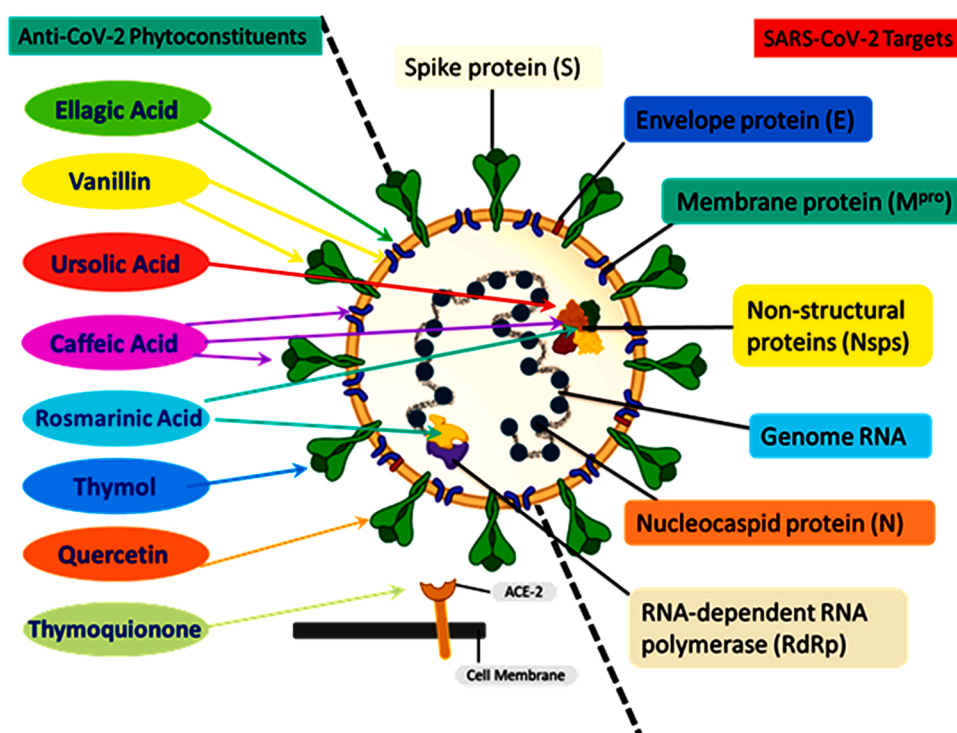 Anti-CoV-2 Phytoconstituents
SARS-CoV-2 Targets
Spike protein (S)
Ellagic Acid
Envelope protein (E)
Vanillin
Membrane protein (Mᵖʳᵒ)
Ursolic Acid
Non-structural
proteins (Nsps)
Caffeic Acid
Rosmarinic Acid
Genome RNA
Thymol
Nucleocaspid protein (N)
Quercetin
ACE-2
RNA-dependent RNA
polymerase (RdRp)
Thymoquionone
Cell Membrane